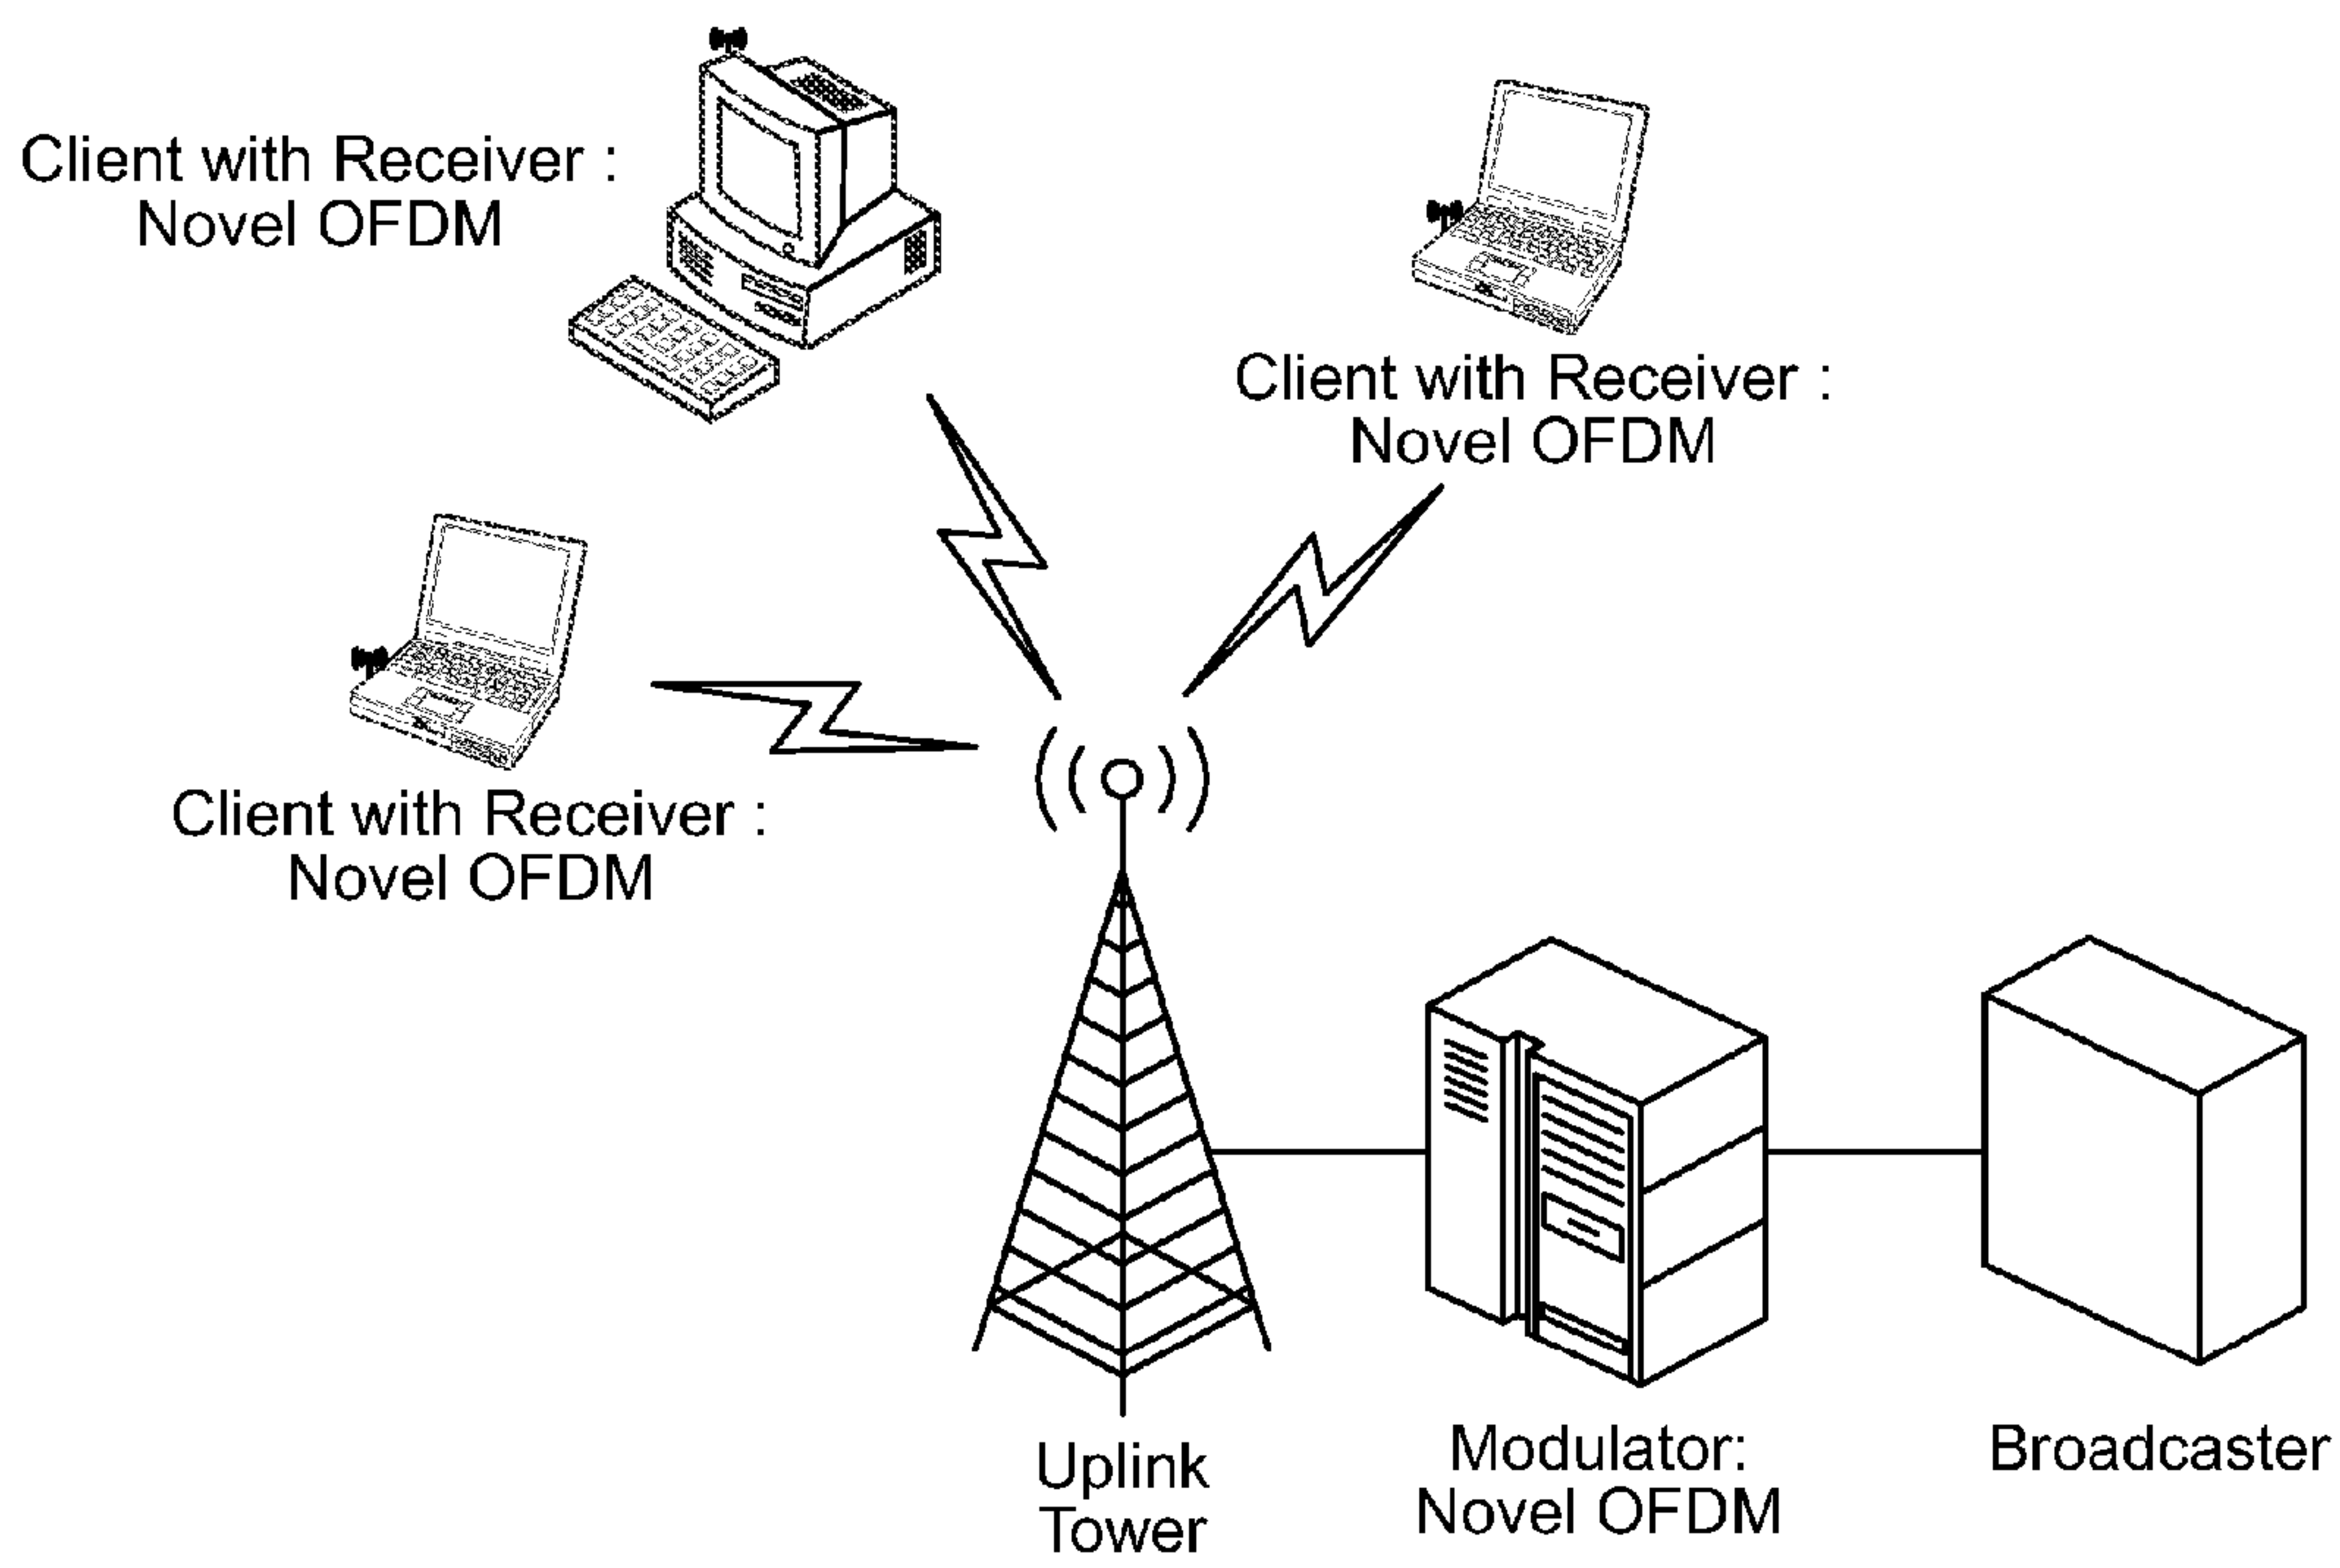 Client with Receiver :
Novel OFDM
Client with Receiver :
Novel OFDM
Client with Receiver :
Novel OFDM
Uplink
Tower
Modulator:
Novel OFDM
Broadcaster